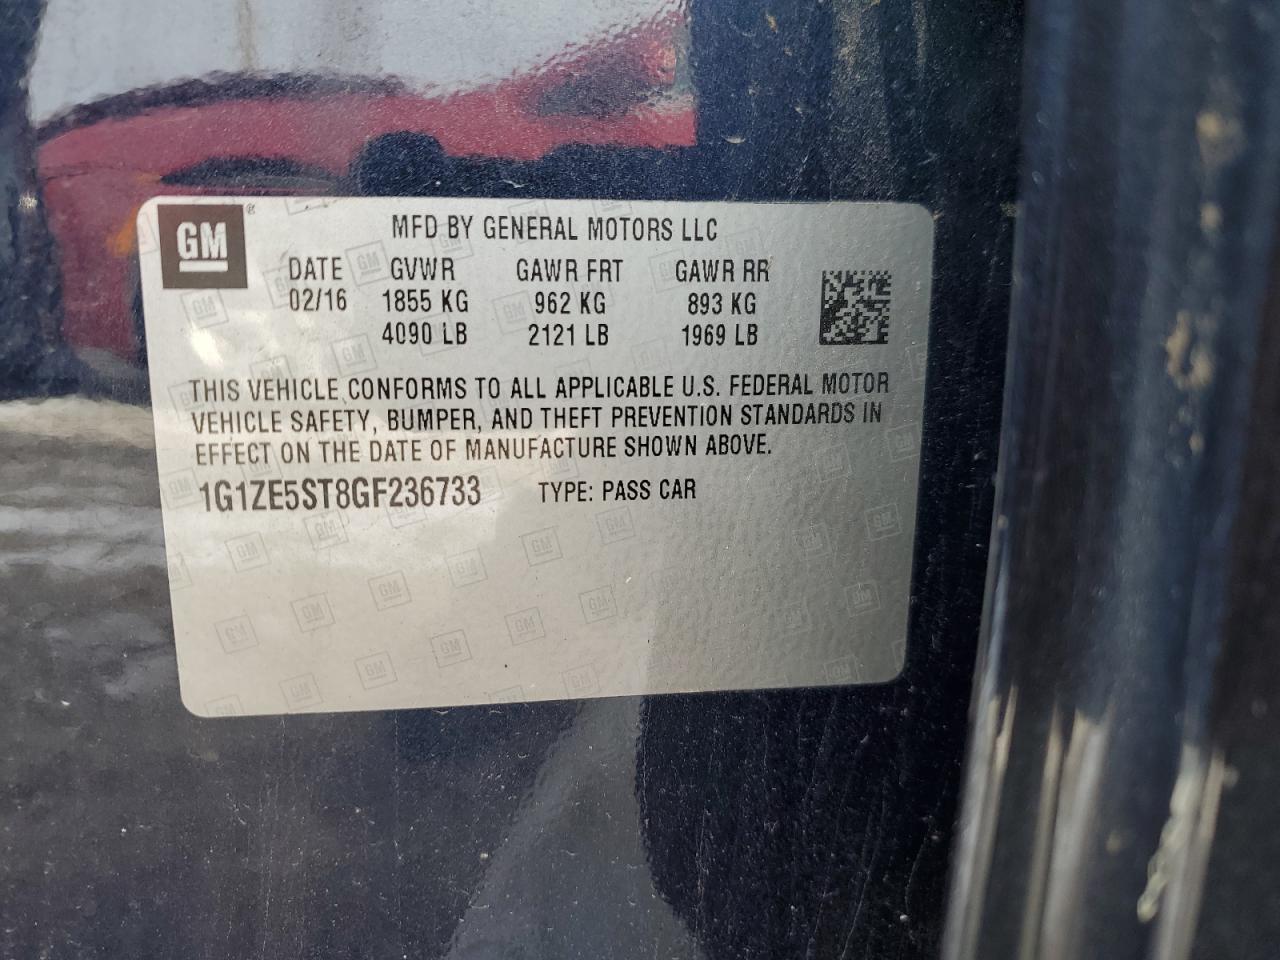 GM ®
MFD BY GENERAL MOTORS LLC
DATE GVWR GAWR FRT GAWR RR
02/16 1855 KG 962 KG 893 KG
4090 LB 2121 LB 1969 LB
THIS VEHICLE CONFORMS TO ALL APPLICABLE U.S. FEDERAL MOTOR
VEHICLE SAFETY, BUMPER, AND THEFT PREVENTION STANDARDS IN
EFFECT ON THE DATE OF MANUFACTURE SHOWN ABOVE.
1G1ZE5ST8GF236733 TYPE: PASS CAR